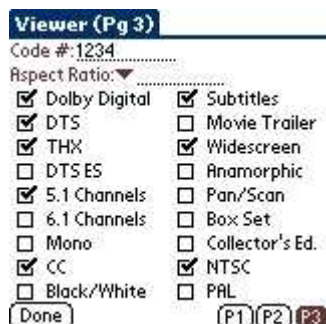 Viewer (Pg 3)
Code #: 1234
Aspect Ratio:
Dolby Digital Subtitles
DTS Movie Trailer
THX Widescreen
DTS ES Anamorphic
5.1 Channels Pan/Scan
6.1 Channels Box Set
Mono Collector's Ed.
CC NTSC
Black/White PAL
Done P1 P2 P3